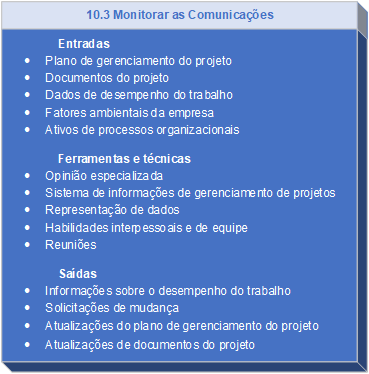 10.3 Monitorar as Comunicações
Entradas
• Plano de gerenciamento do projeto
• Documentos do projeto
• Dados de desempenho do trabalho
• Fatores ambientais da empresa
• Ativos de processos organizacionais
Ferramentas e técnicas
• Opinião especializada
• Sistema de informações de gerenciamento de projetos
• Representação de dados
• Habilidades interpessoais e de equipe
• Reuniões
Saídas
• Informações sobre o desempenho do trabalho
• Solicitações de mudança
• Atualizações do plano de gerenciamento do projeto
• Atualizações de documentos do projeto